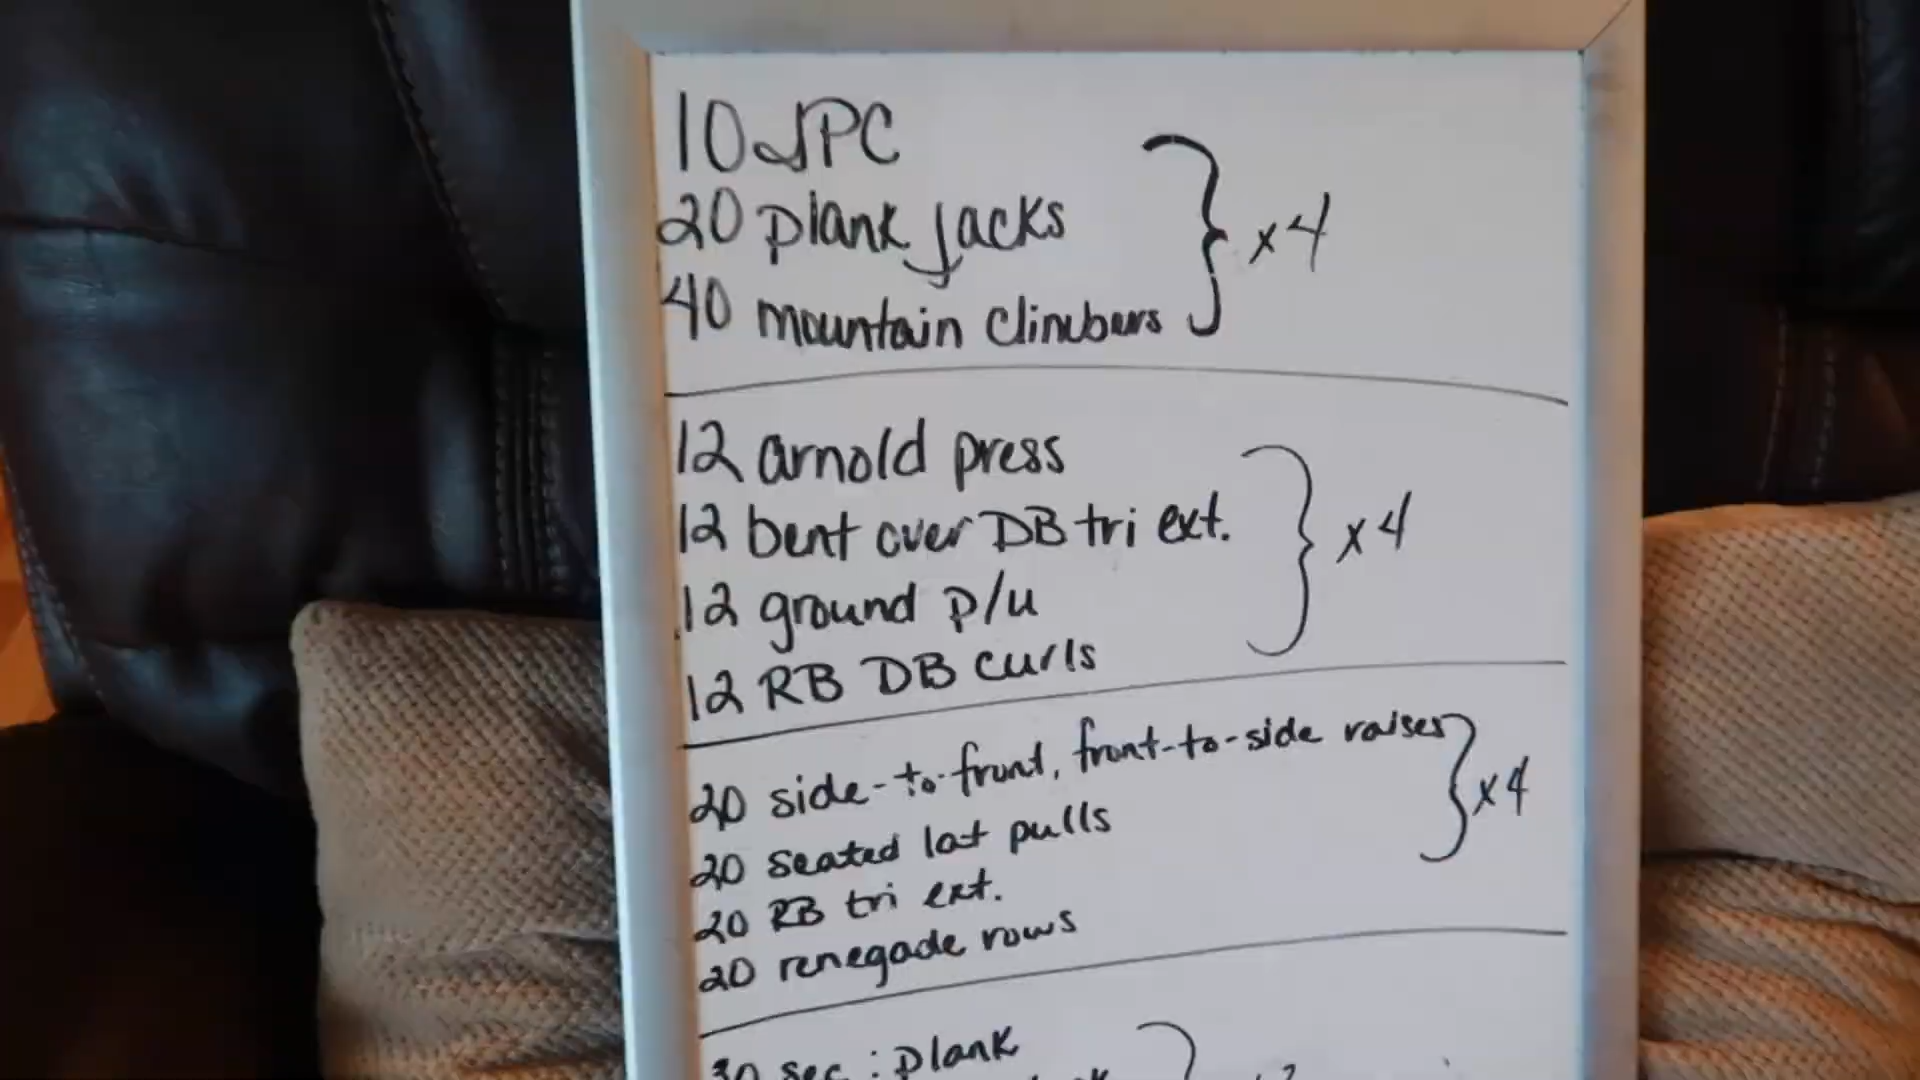 10 JPC
20 plank jacks
40 mountain climbers
x4
12 arnold press
12 bent over DB tri ext.
12 ground p/u
12 RB DB curls
x4
20 side-to-front, front-to-side raises
20 seated lat pulls
20 RB tri ext.
20 renegade rows
x4
30 sec: plank